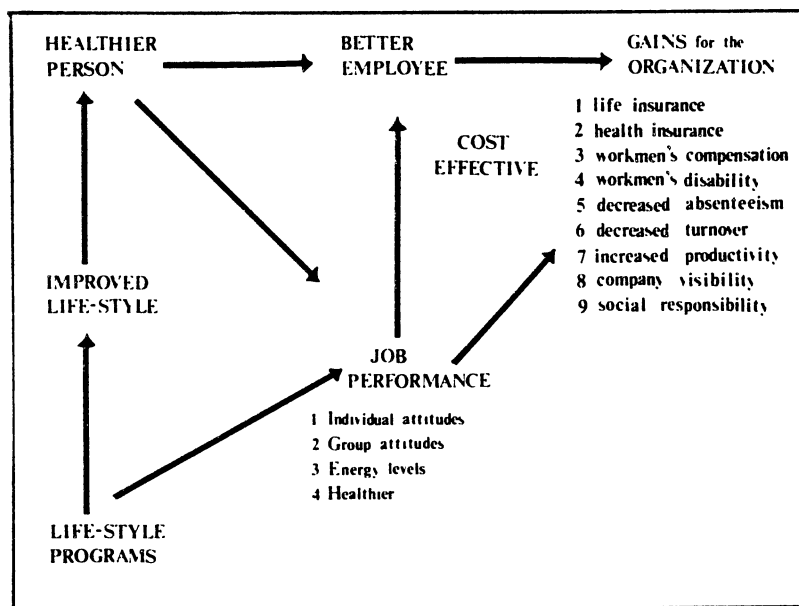 HEALTHIER
PERSON
BETTER
EMPLOYEE
GAINS for the
ORGANIZATION
1 life insurance
2 health insurance
3 workmen's compensation
4 workmen's disability
5 decreased absenteeism
6 decreased turnover
7 increased productivity
8 company visibility
9 social responsibility
COST
EFFECTIVE
IMPROVED
LIFE-STYLE
JOB
PERFORMANCE
1 Individual attitudes
2 Group attitudes
3 Energy levels
4 Healthier
LIFE-STYLE
PROGRAMS